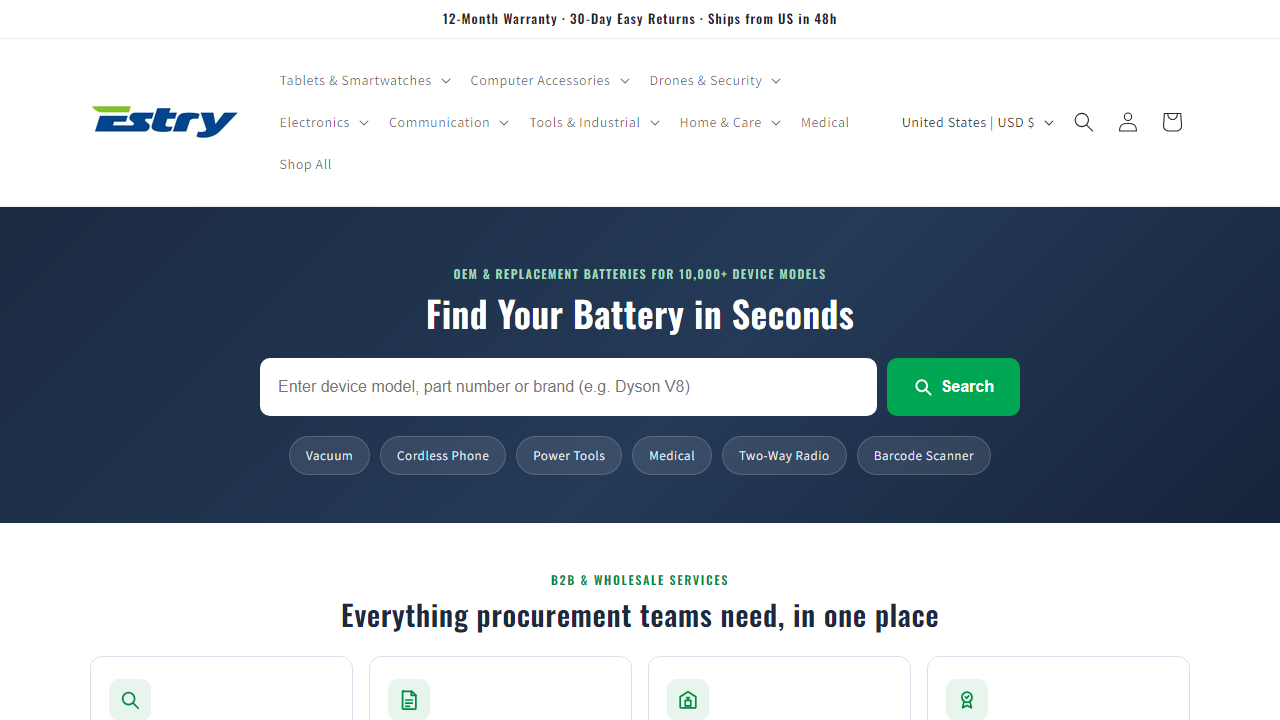 12-Month Warranty · 30-Day Easy Returns · Ships from US in 48h
Estry
Tablets & Smartwatches
Computer Accessories
Drones & Security
Electronics
Communication
Tools & Industrial
Home & Care
Medical
Shop All
United States | USD $
OEM & REPLACEMENT BATTERIES FOR 10,000+ DEVICE MODELS
Find Your Battery in Seconds
Enter device model, part number or brand (e.g. Dyson V8)
Search
Vacuum
Cordless Phone
Power Tools
Medical
Two-Way Radio
Barcode Scanner
B2B & WHOLESALE SERVICES
Everything procurement teams need, in one place